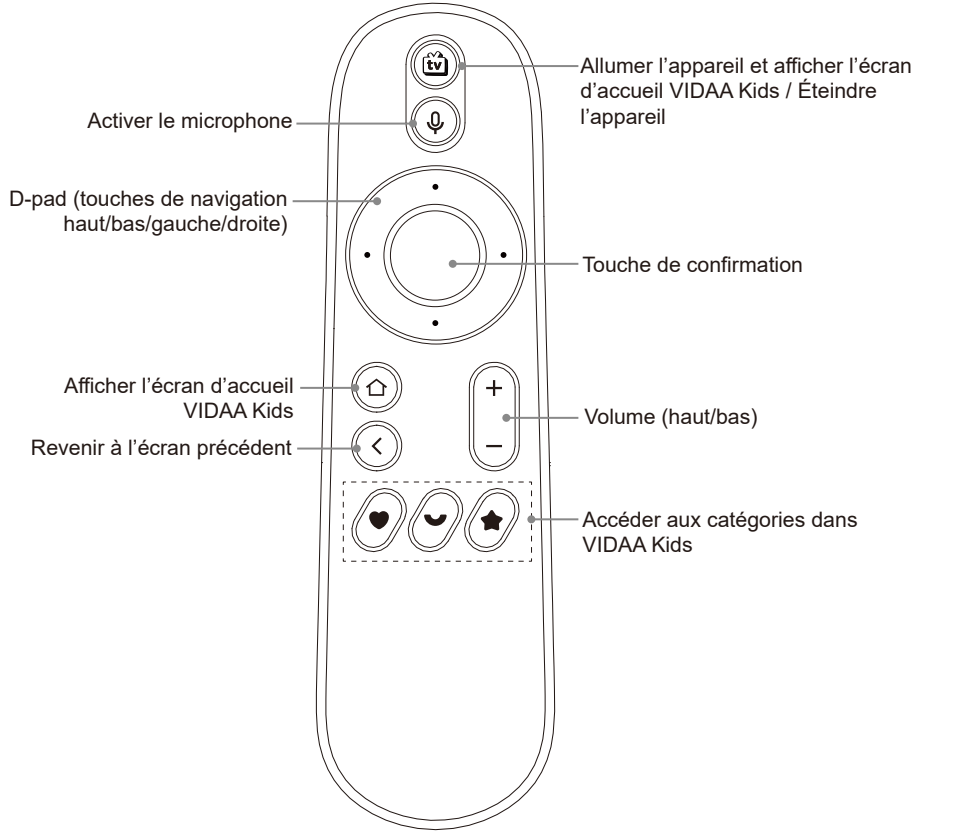 tv
Allumer l'appareil et afficher l'écran
d'accueil VIDAA Kids / Éteindre
l'appareil
Activer le microphone
D-pad (touches de navigation
haut/bas/gauche/droite)
Touche de confirmation
Afficher l'écran d'accueil
VIDAA Kids
Volume (haut/bas)
Revenir à l'écran précédent
Accéder aux catégories dans
VIDAA Kids